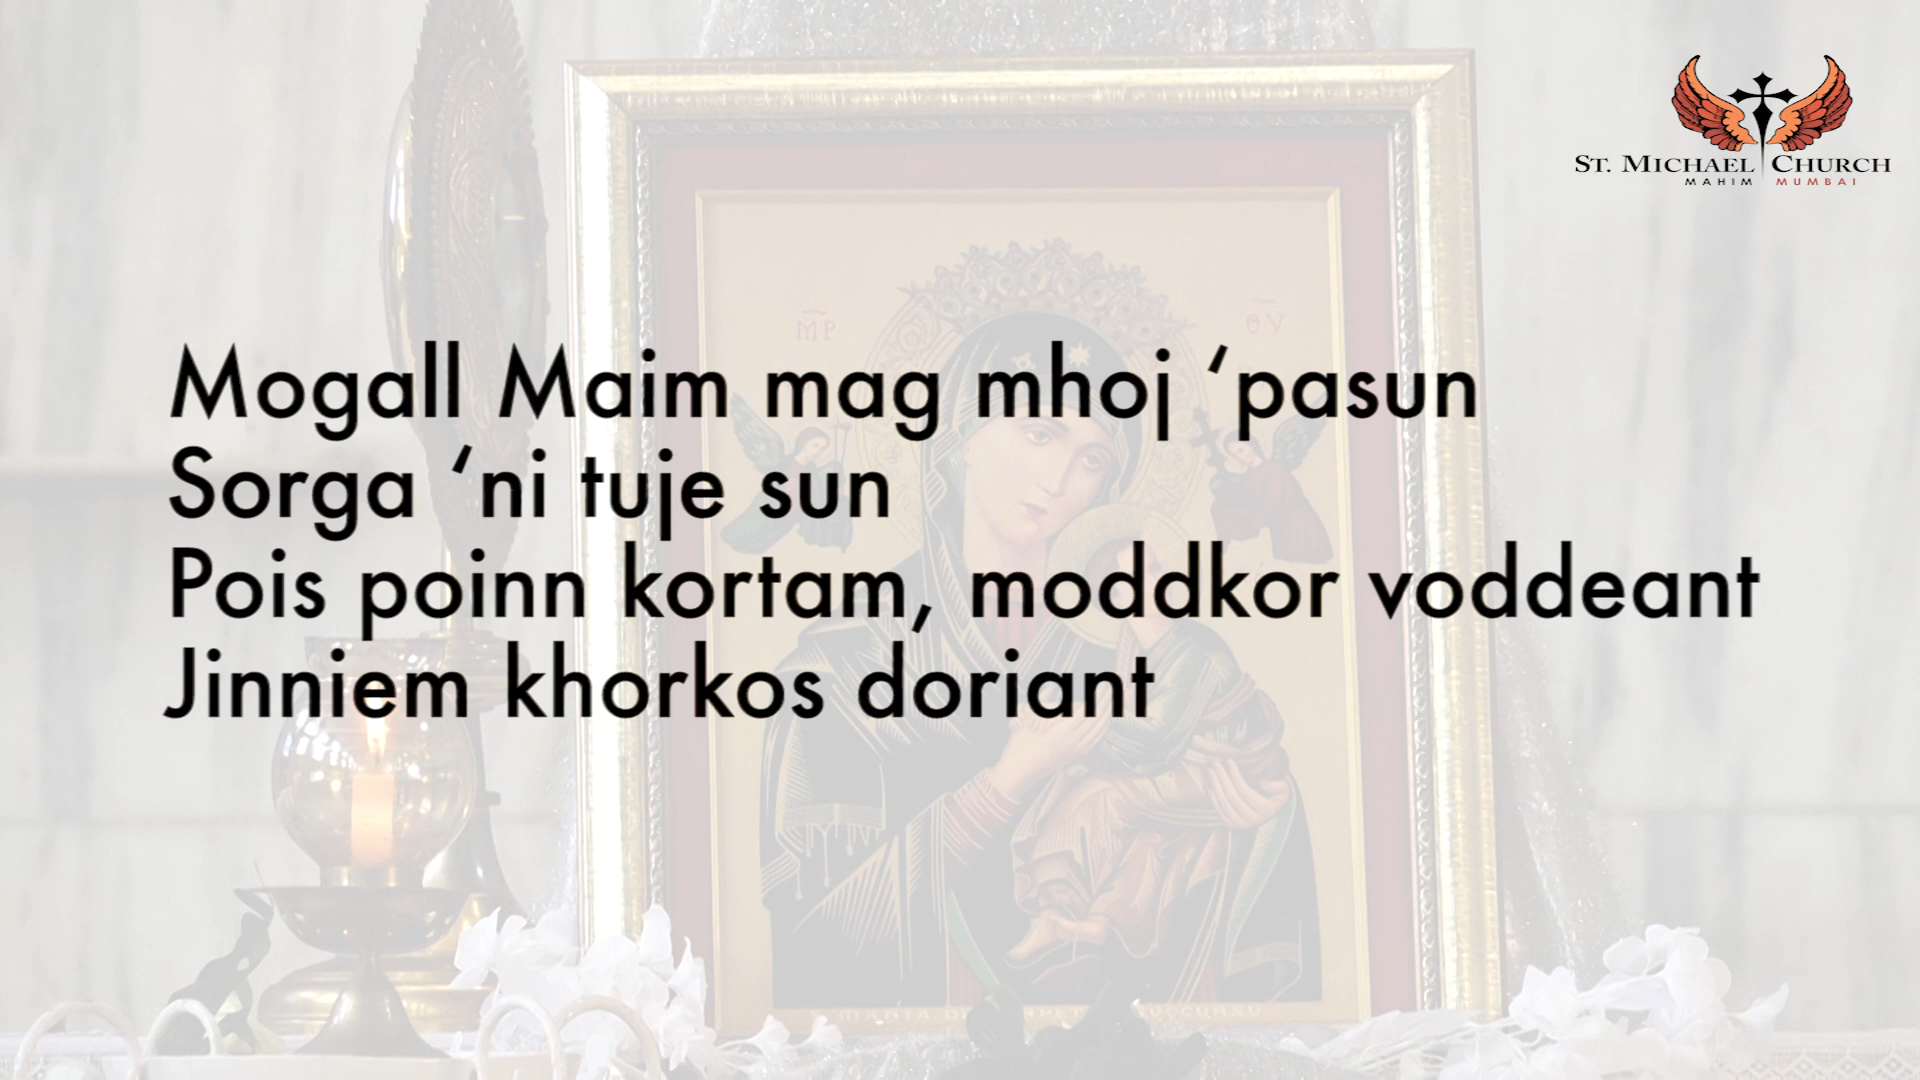 ST. MICHAEL CHURCH
MAHIM MUMBAI
M̅P
Θ̅Υ
Mogall Maim mag mhoj ‘pasun
Sorga ‘ni tuje sun
Pois poinn kortam, moddkor voddeant
Jinniem khorkos doriant